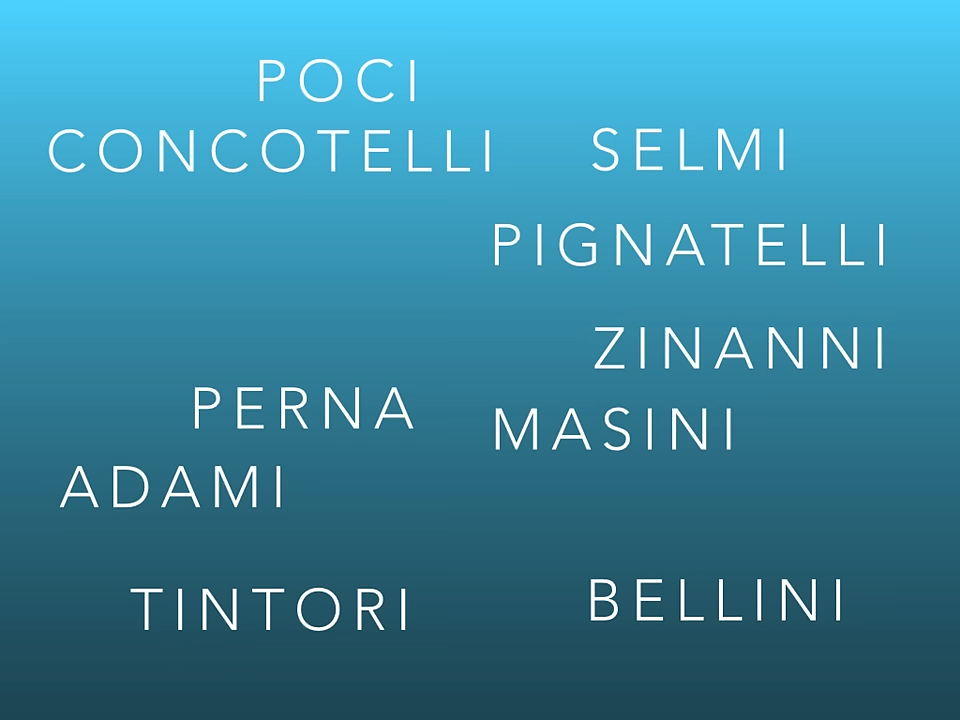 POCI
CONCOTELLI
SELMI
PIGNATELLI
ZINANNI
PERNA
MASINI
ADAMI
TINTORI
BELLINI